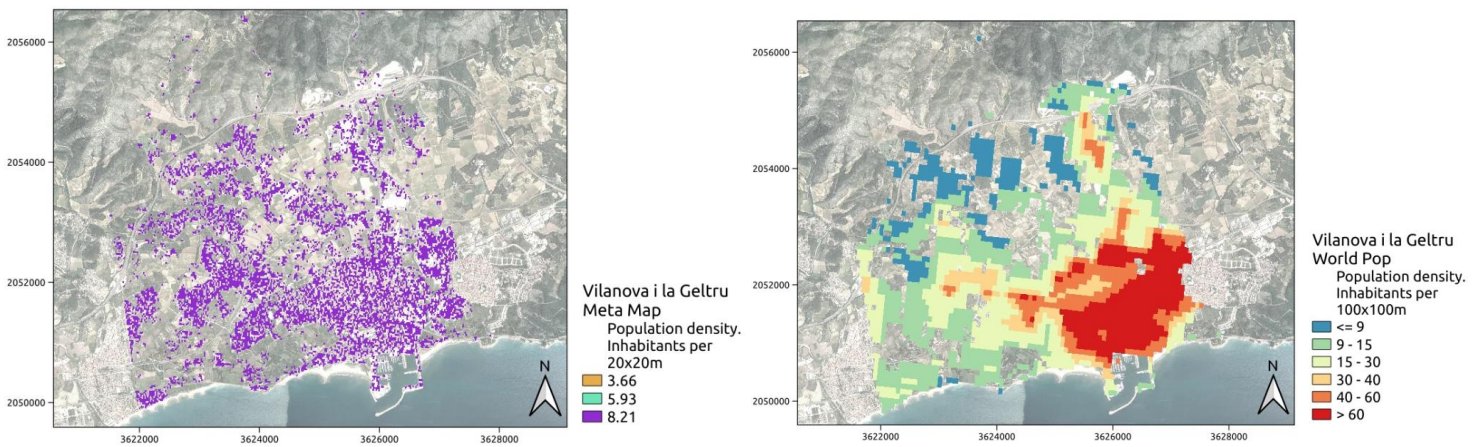 2056000
2054000
2052000
2050000
3622000
3624000
3626000
3628000
N
Vilanova i la Geltru
Meta Map
Population density.
Inhabitants per
20x20m
3.66
5.93
8.21
2056000
2054000
2052000
2050000
3622000
3624000
3626000
3628000
N
Vilanova i la Geltru
World Pop
Population density.
Inhabitants per
100x100m
<= 9
9 - 15
15 - 30
30 - 40
40 - 60
> 60